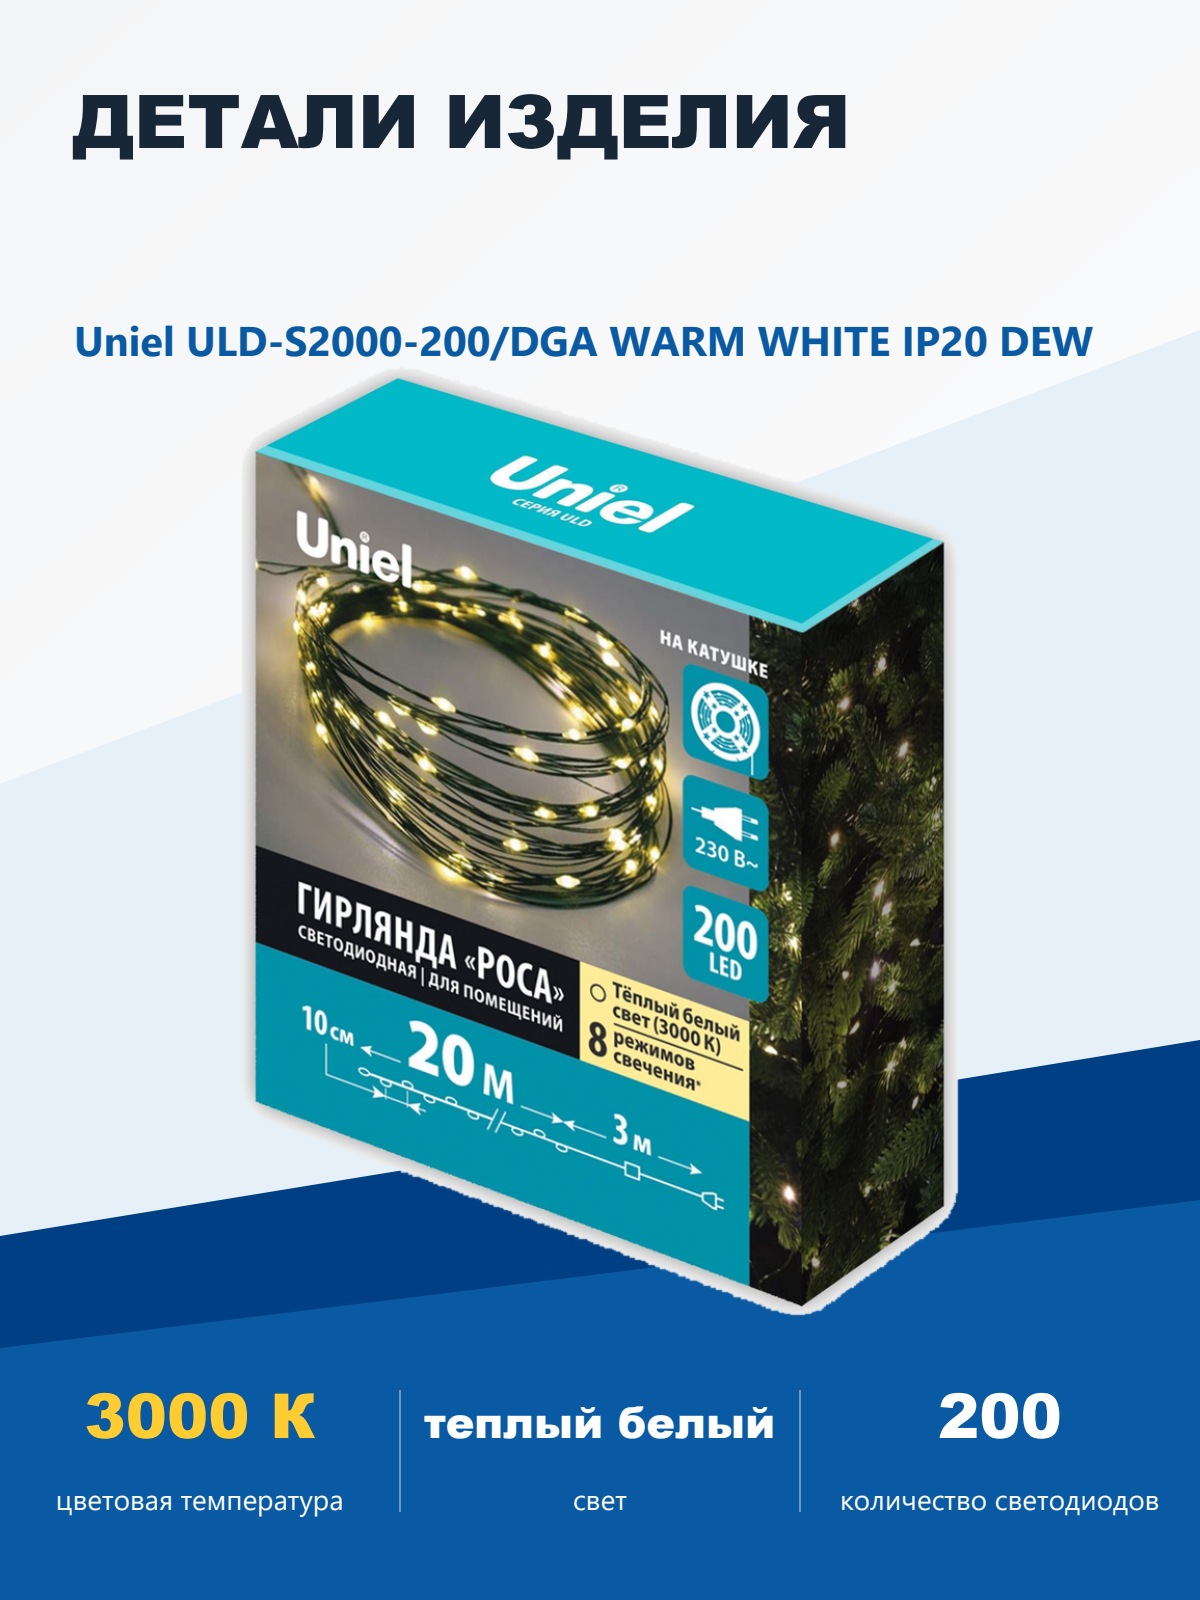 ДЕТАЛИ ИЗДЕЛИЯ
Uniel ULD-S2000-200/DGA WARM WHITE IP20 DEW
Uniel®
СЕРИЯ ULD
Uniel®
НА КАТУШКЕ
230 В~
200
LED
ГИРЛЯНДА «РОСА»
СВЕТОДИОДНАЯ | ДЛЯ ПОМЕЩЕНИЙ
Тёплый белый
свет (3000 К)
8 режимов
свечения*
10 см
20 м
3 м
3000 К
цветовая температура
теплый белый
свет
200
количество светодиодов